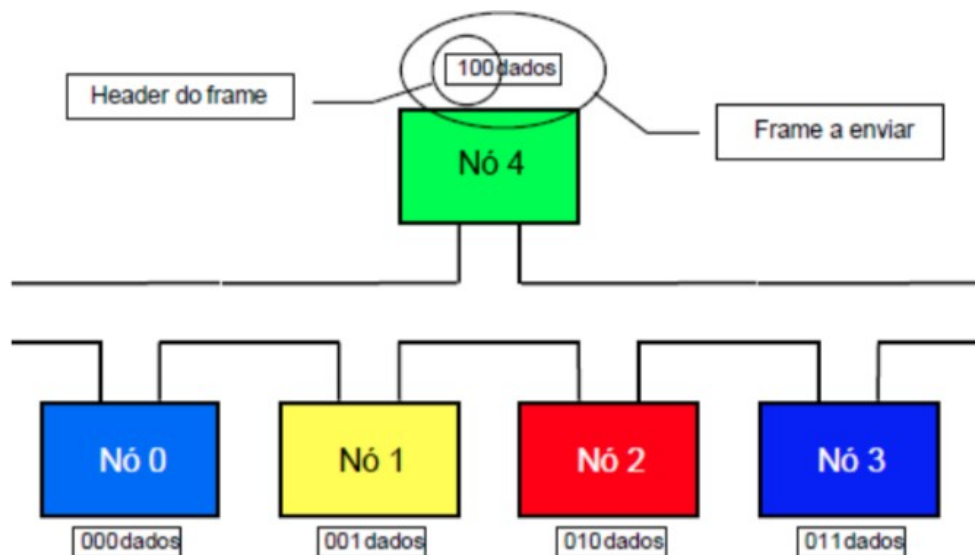 100dados
Header do frame
Frame a enviar
Nó 4
Nó 0
Nó 1
Nó 2
Nó 3
000dados
001dados
010dados
011dados